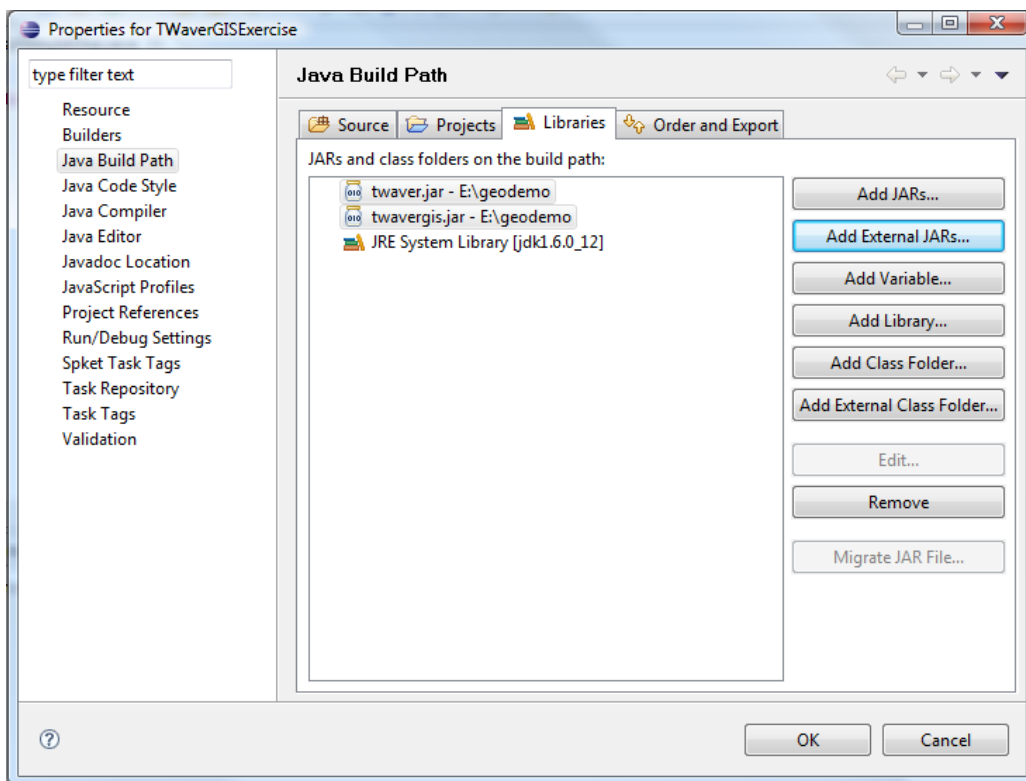 Properties for TWaverGISExercise
type filter text
Resource
Builders
Java Build Path
Java Code Style
Java Compiler
Java Editor
Javadoc Location
JavaScript Profiles
Project References
Run/Debug Settings
Spket Task Tags
Task Repository
Task Tags
Validation
Java Build Path
Source
Projects
Libraries
Order and Export
JARs and class folders on the build path:
twaver.jar - E:\geodemo
twavergis.jar - E:\geodemo
JRE System Library [jdk1.6.0_12]
Add JARs...
Add External JARs...
Add Variable...
Add Library...
Add Class Folder...
Add External Class Folder...
Edit...
Remove
Migrate JAR File...
OK
Cancel